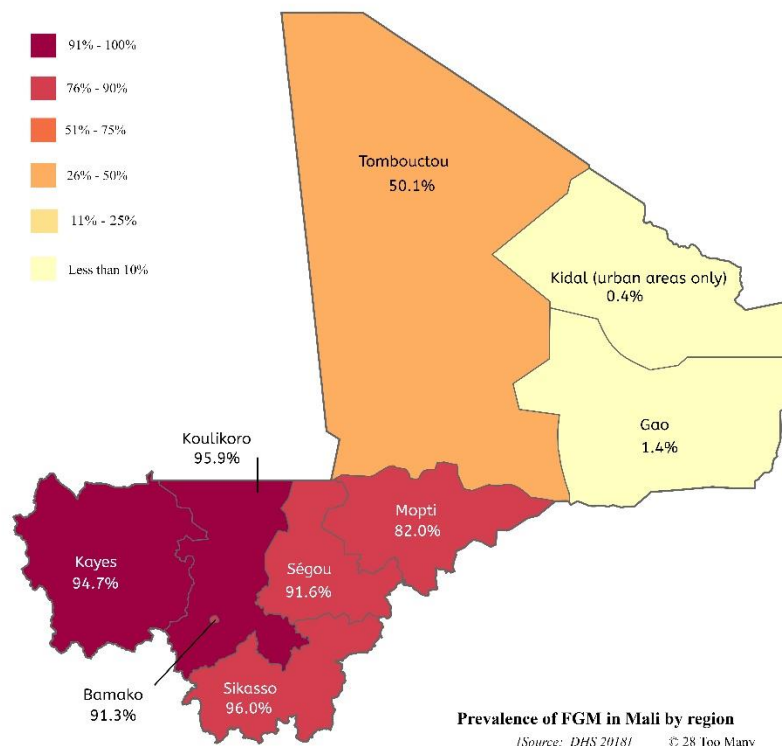 91% - 100%
76% - 90%
51% - 75%
26% - 50%
11% - 25%
Less than 10%
Tombouctou
50.1%
Kidal (urban areas only)
0.4%
Gao
1.4%
Koulikoro
95.9%
Mopti
82.0%
Kayes
94.7%
Ségou
91.6%
Bamako
91.3%
Sikasso
96.0%
Prevalence of FGM in Mali by region
[Source: DHS 2018] © 28 Too Many